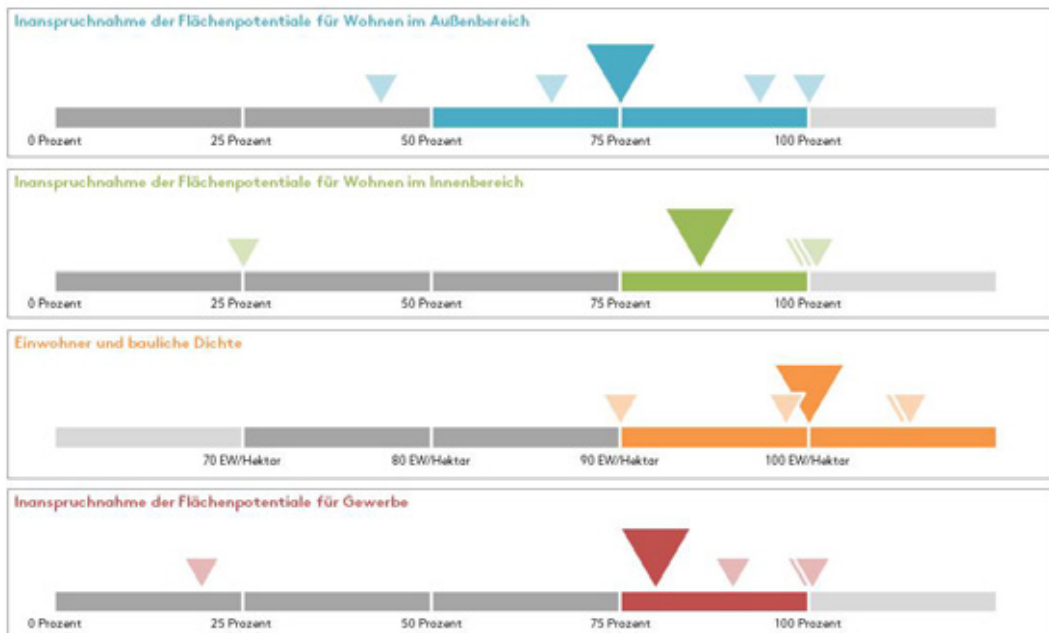 Inanspruchnahme der Flächenpotentiale für Wohnen im Außenbereich
0 Prozent 25 Prozent 50 Prozent 75 Prozent 100 Prozent
Inanspruchnahme der Flächenpotentiale für Wohnen im Innenbereich
0 Prozent 25 Prozent 50 Prozent 75 Prozent 100 Prozent
Einwohner und bauliche Dichte
70 EW/Hektar 80 EW/Hektar 90 EW/Hektar 100 EW/Hektar
Inanspruchnahme der Flächenpotentiale für Gewerbe
0 Prozent 25 Prozent 50 Prozent 75 Prozent 100 Prozent